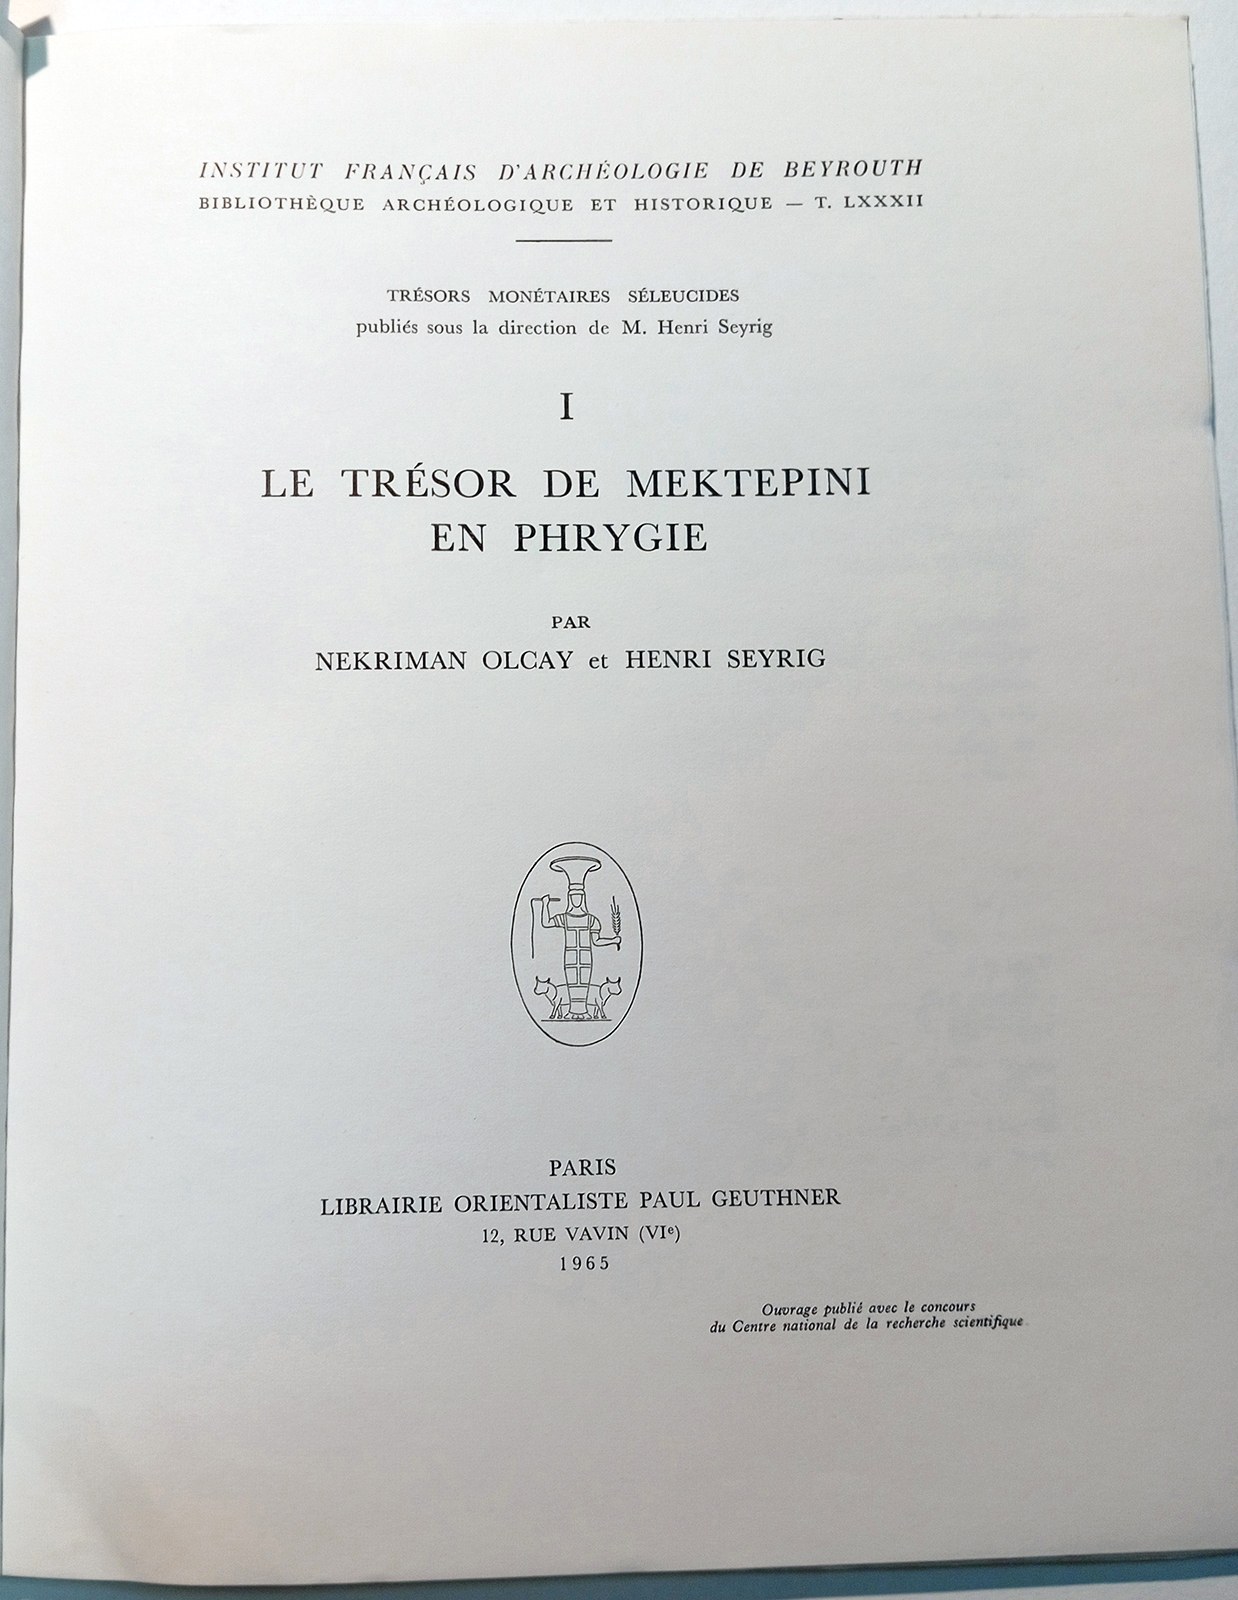 INSTITUT FRANÇAIS D'ARCHÉOLOGIE DE BEYROUTH
BIBLIOTHÈQUE ARCHÉOLOGIQUE ET HISTORIQUE — T. LXXXII
TRÉSORS MONÉTAIRES SÉLEUCIDES
publiés sous la direction de M. Henri Seyrig
I
LE TRÉSOR DE MEKTEPINI
EN PHRYGIE
PAR
NEKRIMAN OLCAY et HENRI SEYRIG
PARIS
LIBRAIRIE ORIENTALISTE PAUL GEUTHNER
12, RUE VAVIN (VIe)
1965
Ouvrage publié avec le concours
du Centre national de la recherche scientifique